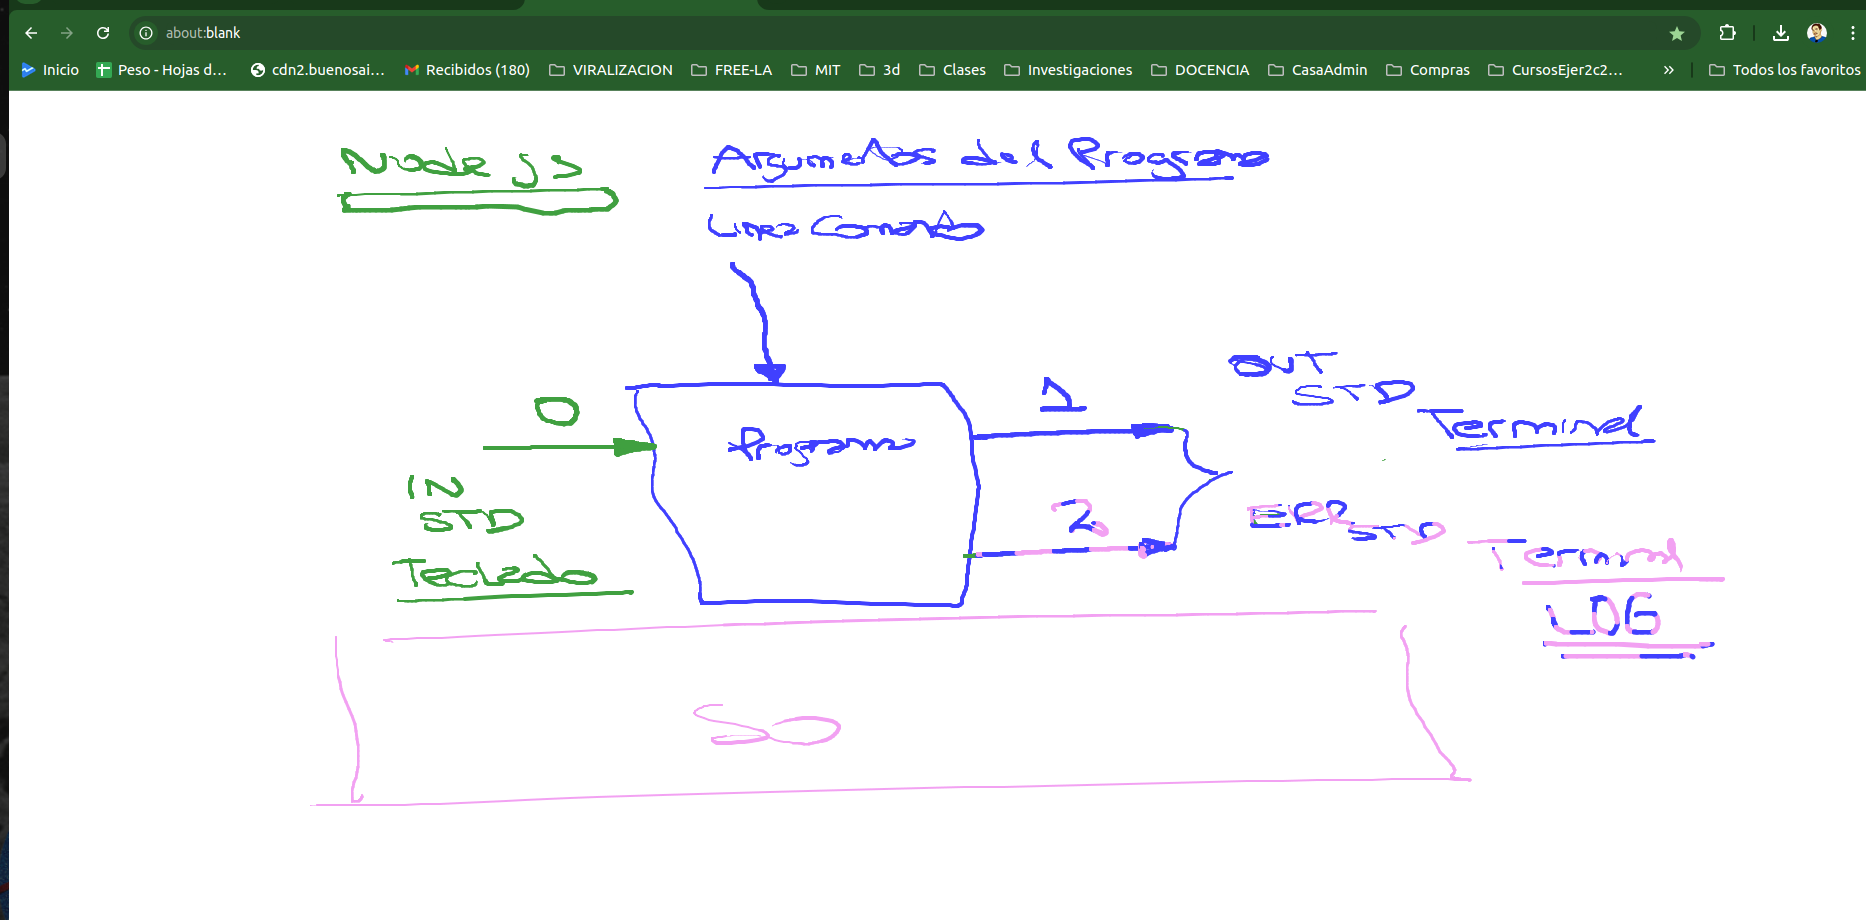 about:blank
Inicio
Peso - Hojas d...
cdn2.buenosai...
Recibidos (180)
VIRALIZACION
FREE-LA
MIT
3d
Clases
Investigaciones
DOCENCIA
CasaAdmin
Compras
CursosEjer2c2...
»
Todos los favoritos
Node js
Argumentos del Programa
Linea Comando
0
Programa
1
OUT
STD
Terminal
IN
STD
Teclado
2
ERR
STD
Terminal
LOG
SO